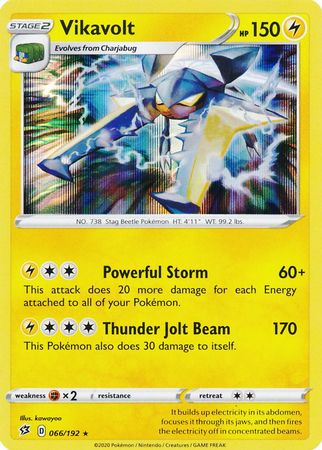 STAGE2 Vikavolt HP 150
Evolves from Charjabug
NO. 738 Stag Beetle Pokémon HT. 4'11" WT. 99.2 lbs.
Powerful Storm 60+
This attack does 20 more damage for each Energy
attached to all of your Pokémon.
Thunder Jolt Beam 170
This Pokémon also does 30 damage to itself.
weakness ×2 resistance retreat
Illus. kawayoo
D 066/192 ★
It builds up electricity in its abdomen,
focuses it through its jaws, and then fires
the electricity off in concentrated beams.
©2020 Pokémon / Nintendo / Creatures / GAME FREAK